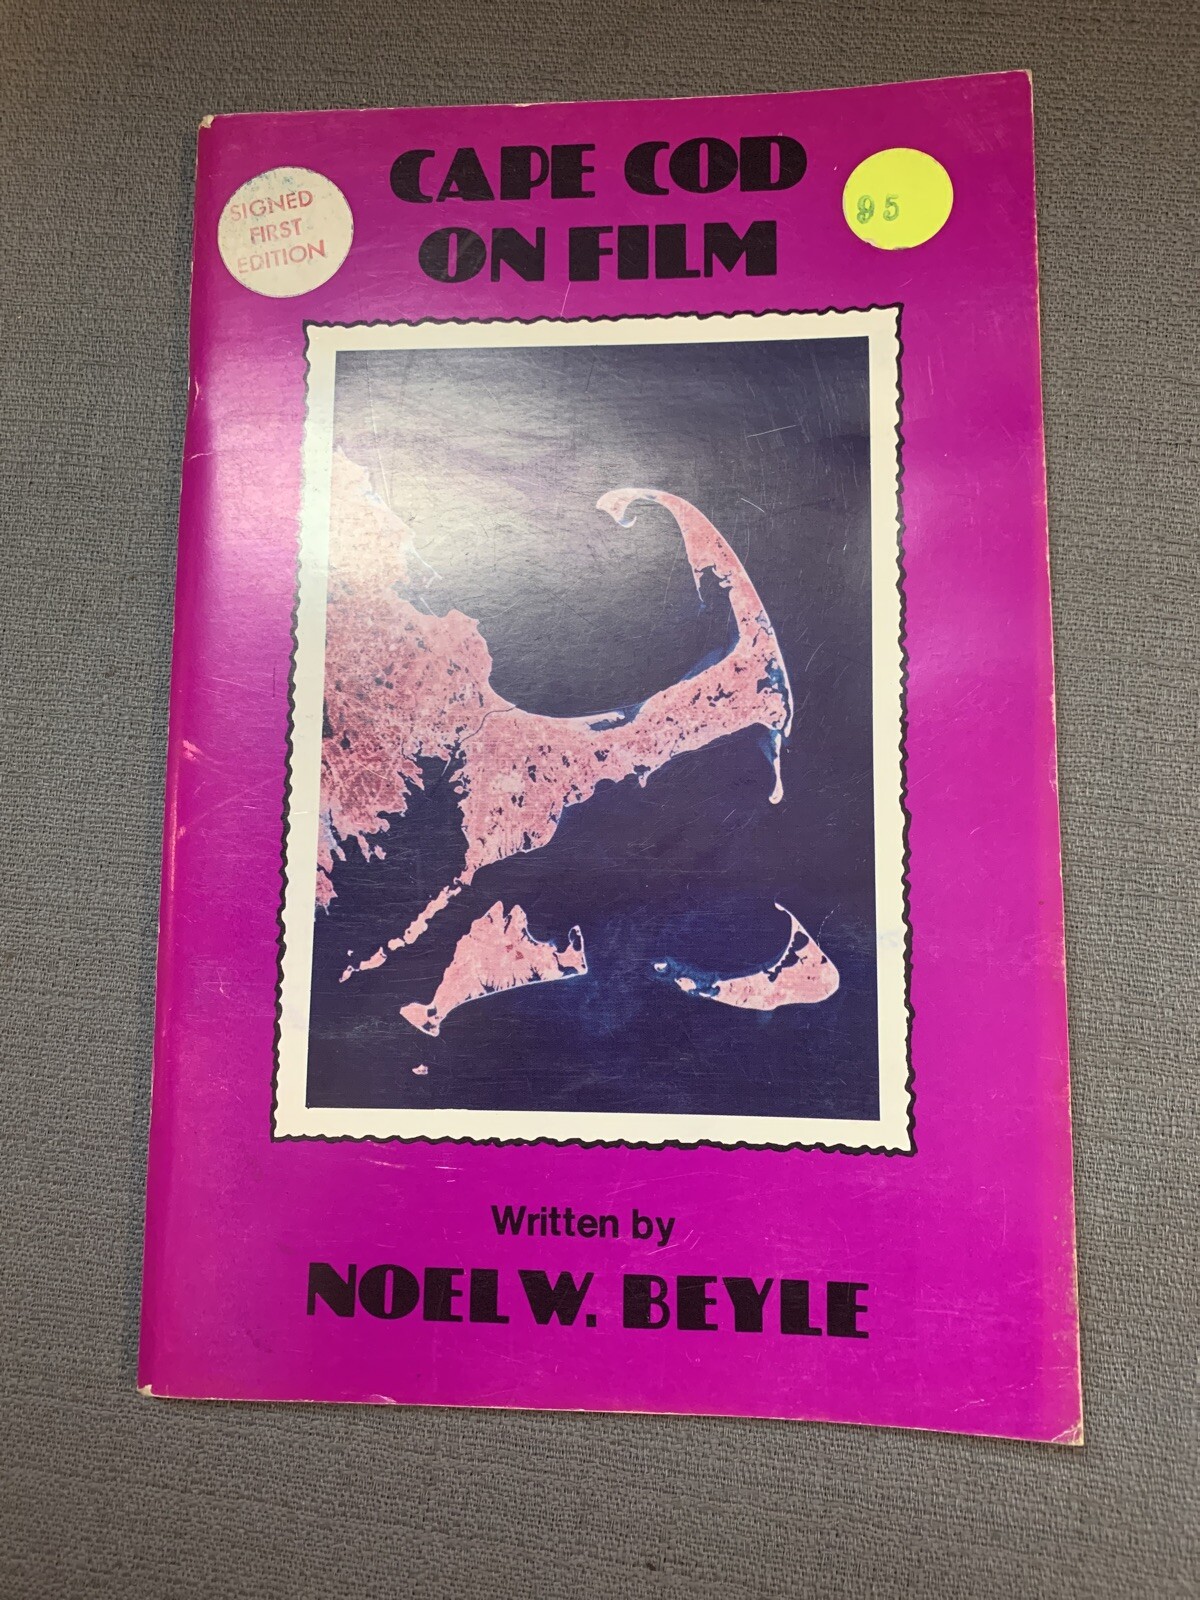 CAPE COD
ON FILM
SIGNED
FIRST
EDITION
95
Written by
NOEL W. BEYLE